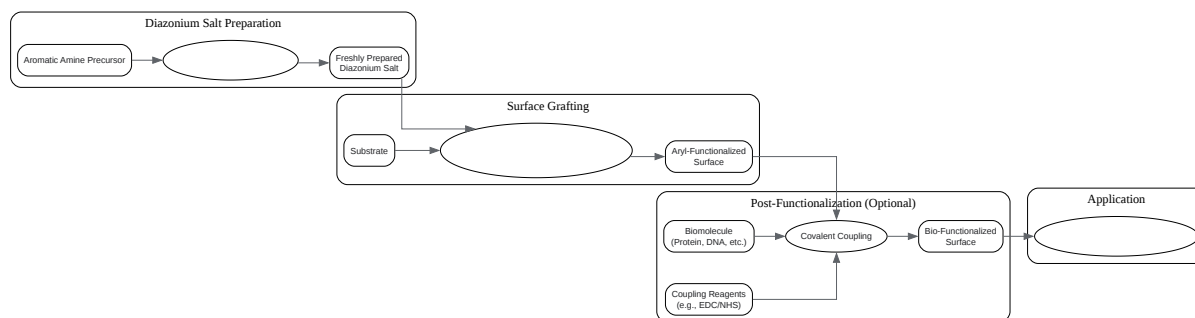 Diazonium Salt Preparation
Aromatic Amine Precursor
Freshly Prepared
Diazonium Salt
Surface Grafting
Substrate
Aryl-Functionalized
Surface
Post-Functionalization (Optional)
Biomolecule
(Protein, DNA, etc.)
Covalent Coupling
Bio-Functionalized
Surface
Coupling Reagents
(e.g., EDC/NHS)
Application